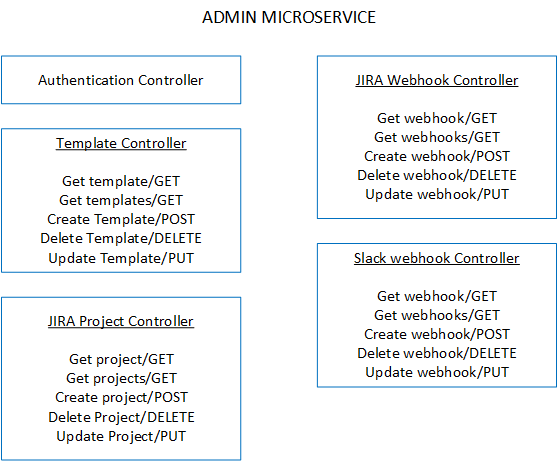 ADMIN MICROSERVICE
Authentication Controller
Template Controller
Get template/GET
Get templates/GET
Create Template/POST
Delete Template/DELETE
Update Template/PUT
JIRA Project Controller
Get project/GET
Get projects/GET
Create project/POST
Delete Project/DELETE
Update Project/PUT
JIRA Webhook Controller
Get webhook/GET
Get webhooks/GET
Create webhook/POST
Delete webhook/DELETE
Update webhook/PUT
Slack webhook Controller
Get webhook/GET
Get webhooks/GET
Create webhook/POST
Delete webhook/DELETE
Update webhook/PUT